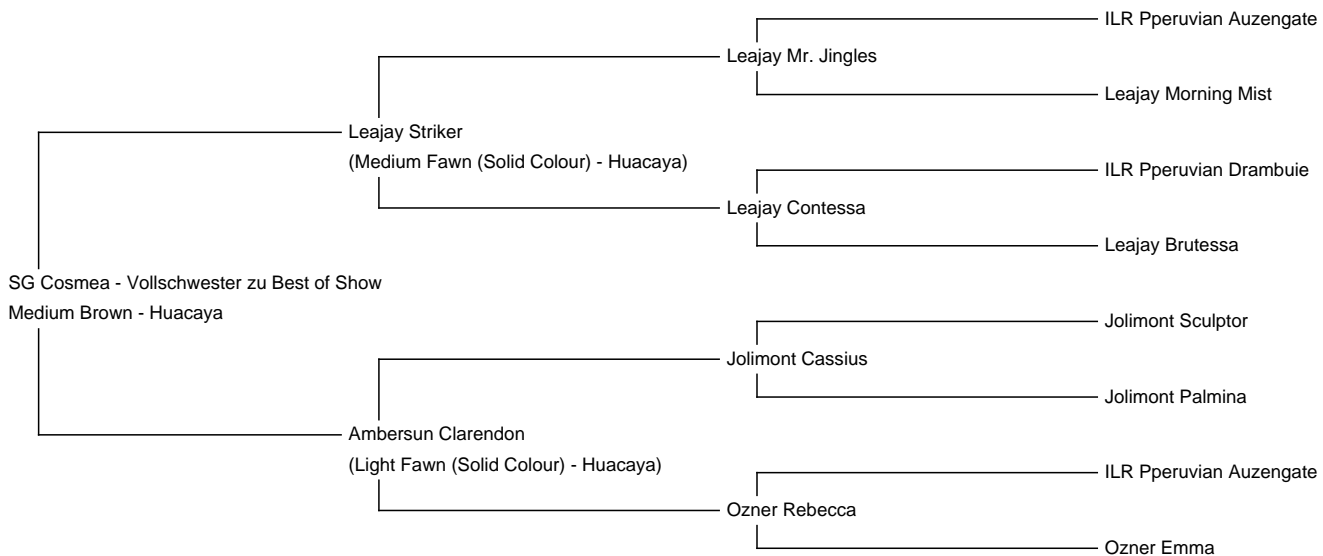 ILR Pperuvian Auzengate
Leajay Mr. Jingles
Leajay Morning Mist
Leajay Striker
(Medium Fawn (Solid Colour) - Huacaya)
ILR Pperuvian Drambuie
Leajay Contessa
Leajay Brutessa
SG Cosmea - Vollschwester zu Best of Show
Medium Brown - Huacaya
Jolimont Sculptor
Jolimont Cassius
Jolimont Palmina
Ambersun Clarendon
(Light Fawn (Solid Colour) - Huacaya)
ILR Pperuvian Auzengate
Ozner Rebecca
Ozner Emma